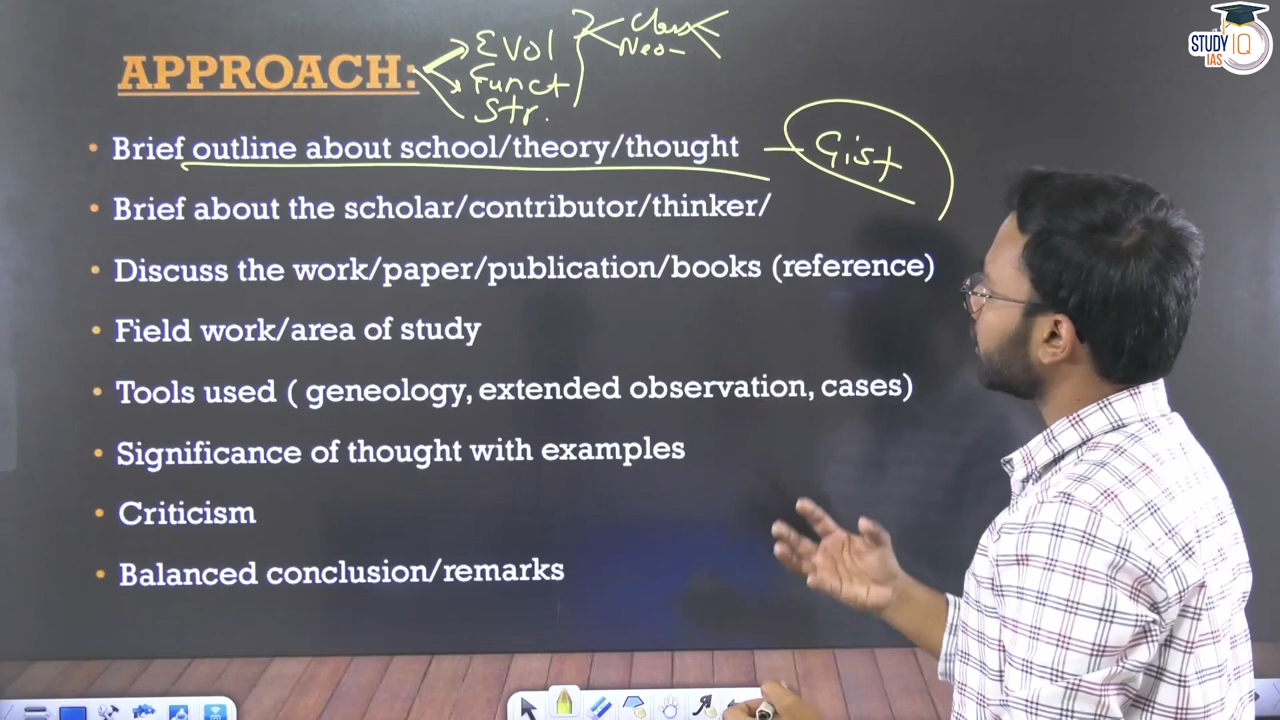 APPROACH:
Evol
Funct
Str.
Class
Neo-
STUDY IQ
IAS
• Brief outline about school/theory/thought
Gist
• Brief about the scholar/contributor/thinker/
• Discuss the work/paper/publication/books (reference)
• Field work/area of study
• Tools used ( geneology, extended observation, cases)
• Significance of thought with examples
• Criticism
• Balanced conclusion/remarks